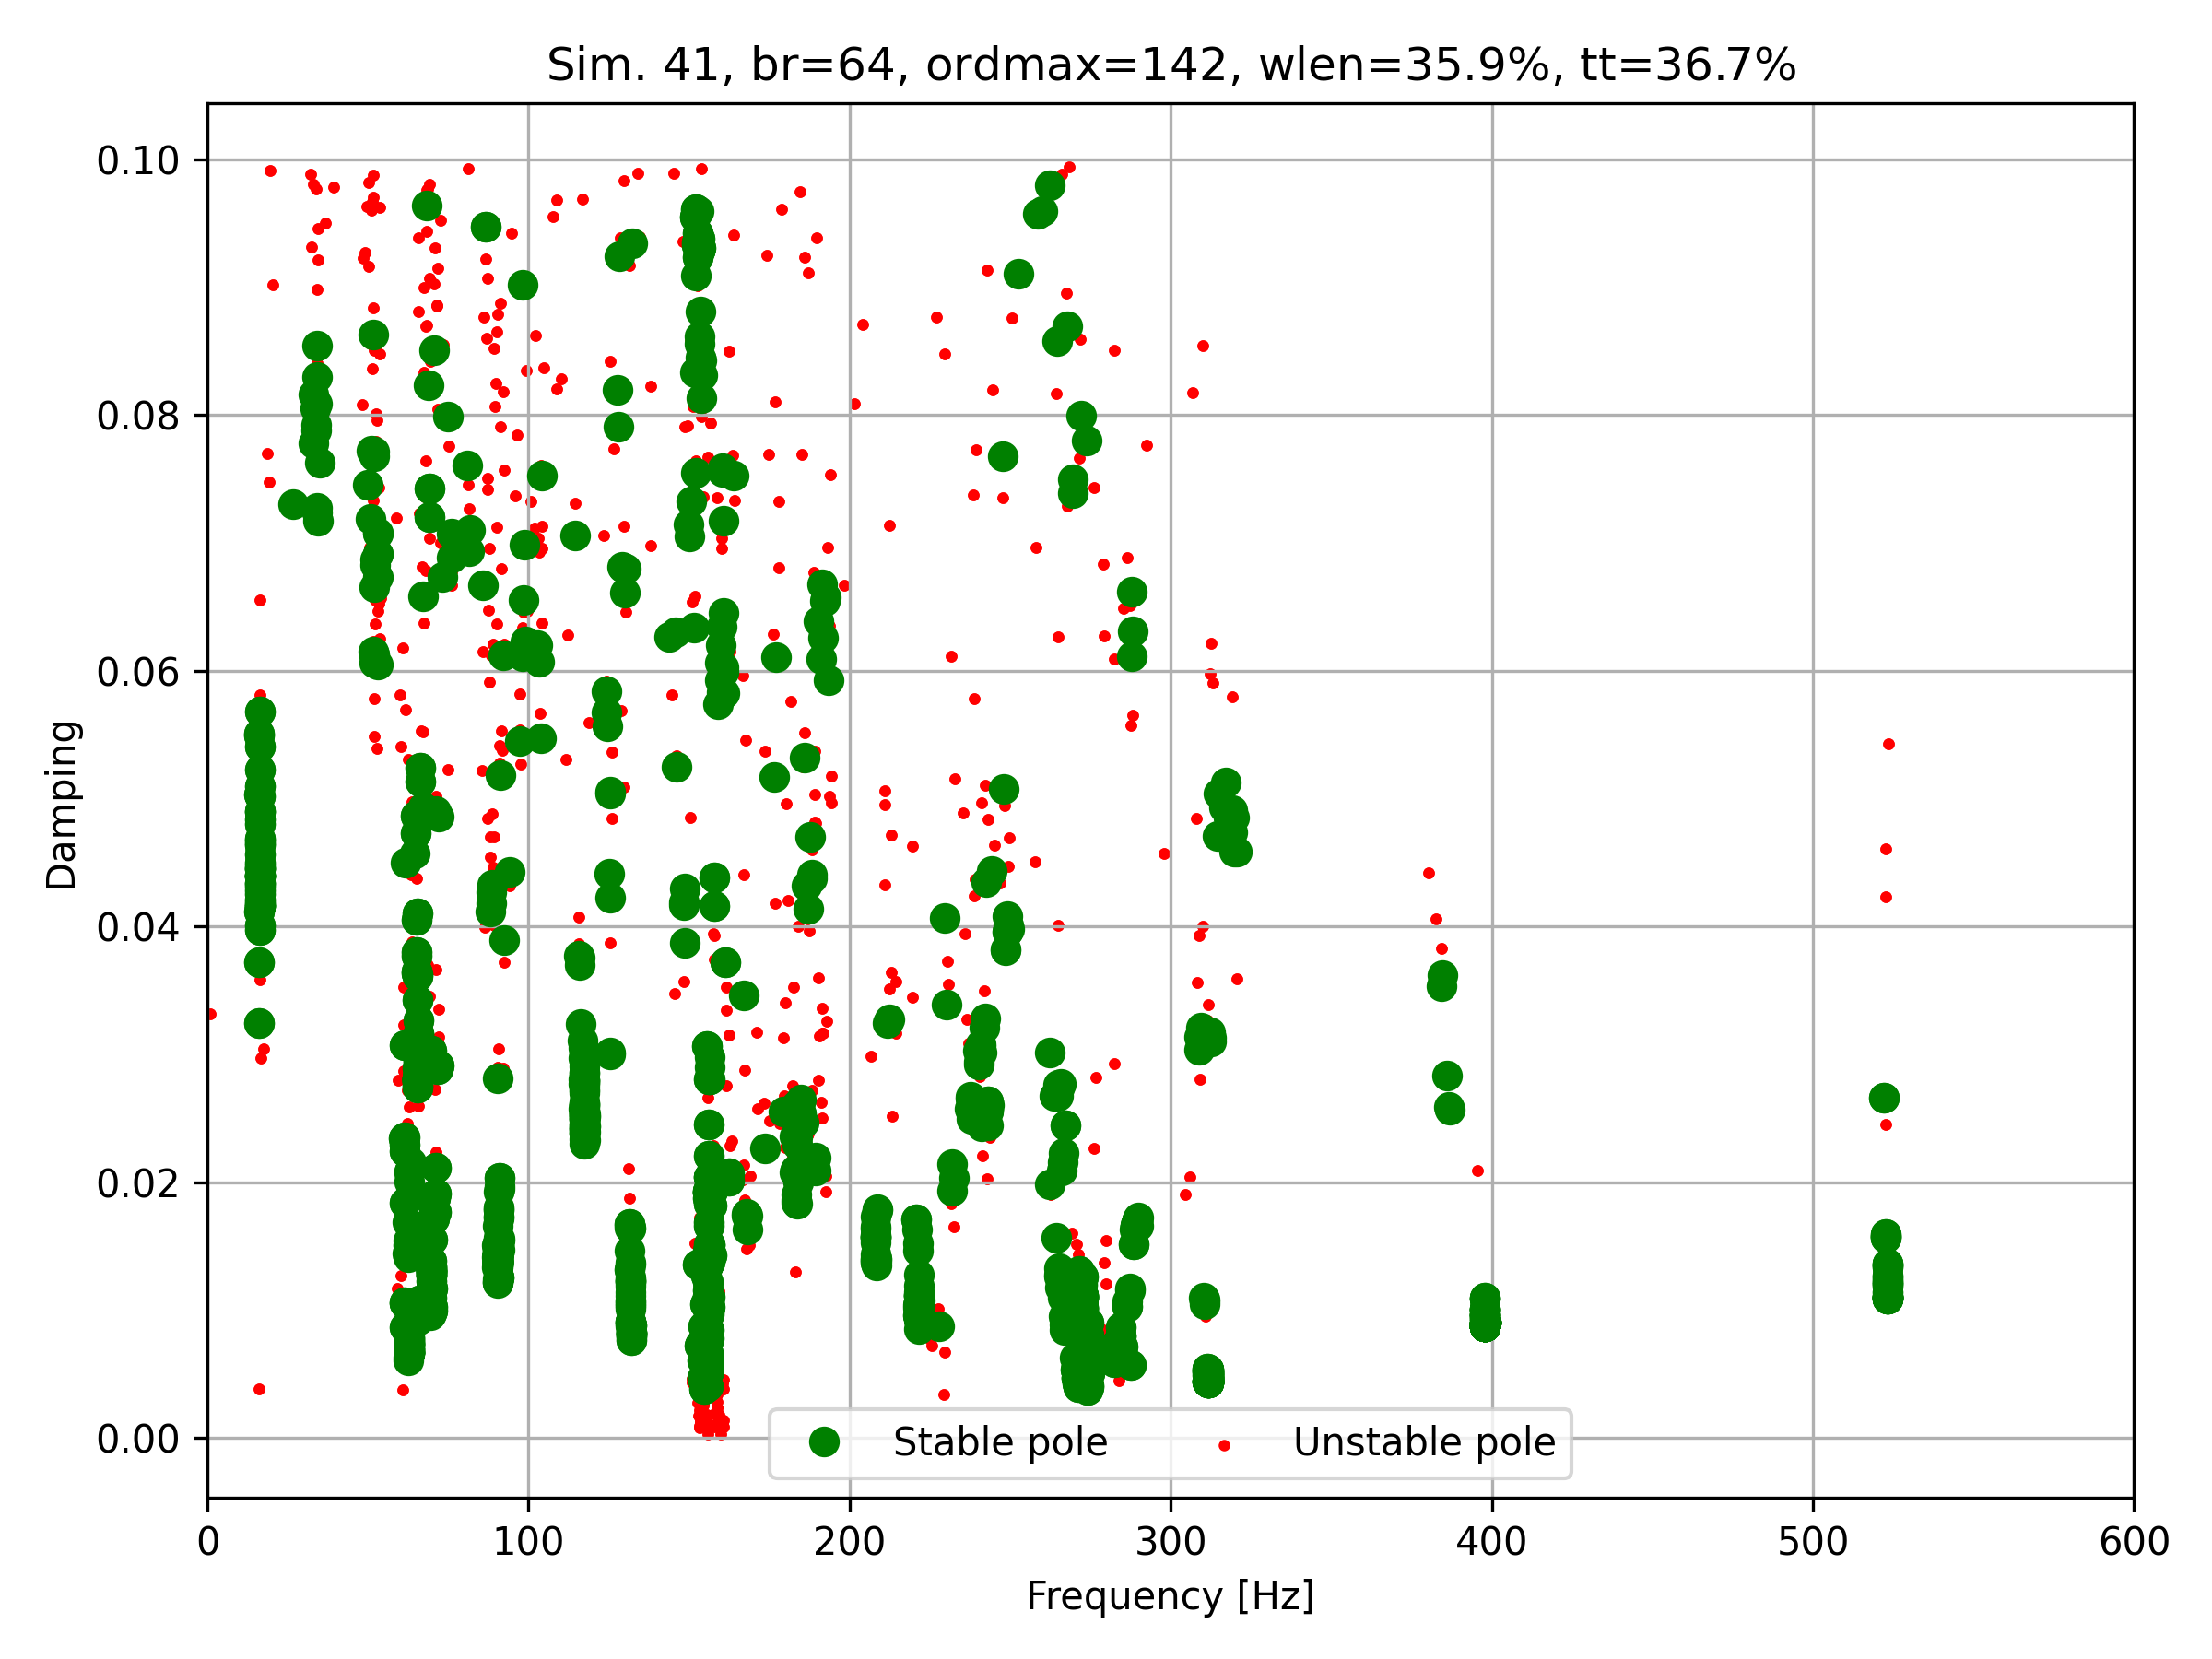 Sim. 41, br=64, ordmax=142, wlen=35.9%, tt=36.7%
0.10
0.08
0.06
0.04
0.02
0.00
Damping
0 100 200 300 400 500 600
Frequency [Hz]
Stable pole Unstable pole